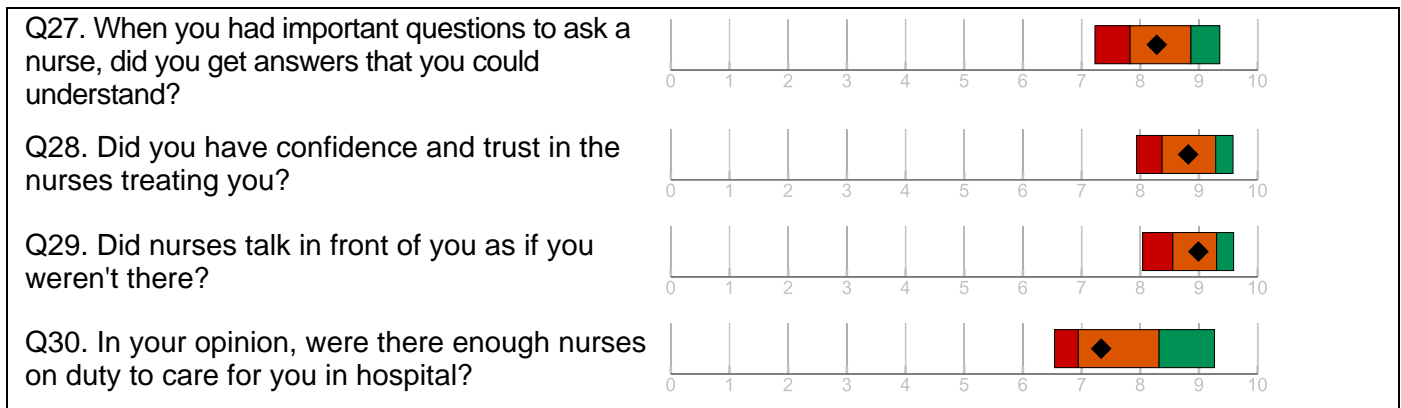 Q27. When you had important questions to ask a
nurse, did you get answers that you could
understand?
0 1 2 3 4 5 6 7 8 9 10
Q28. Did you have confidence and trust in the
nurses treating you?
0 1 2 3 4 5 6 7 8 9 10
Q29. Did nurses talk in front of you as if you
weren't there?
0 1 2 3 4 5 6 7 8 9 10
Q30. In your opinion, were there enough nurses
on duty to care for you in hospital?
0 1 2 3 4 5 6 7 8 9 10